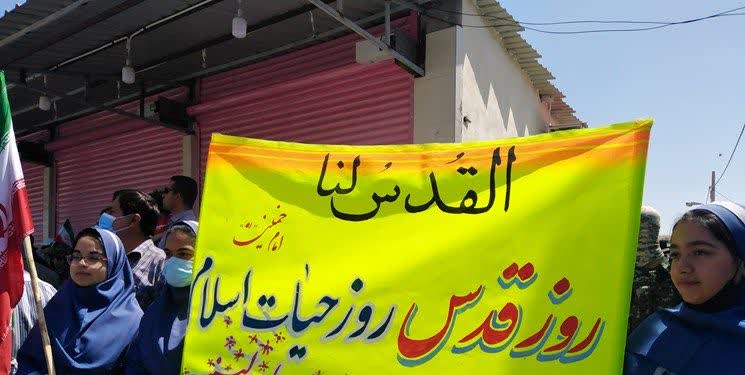 القدسُ لنا
امام خمینی
روز قدس روز حیات اسلام